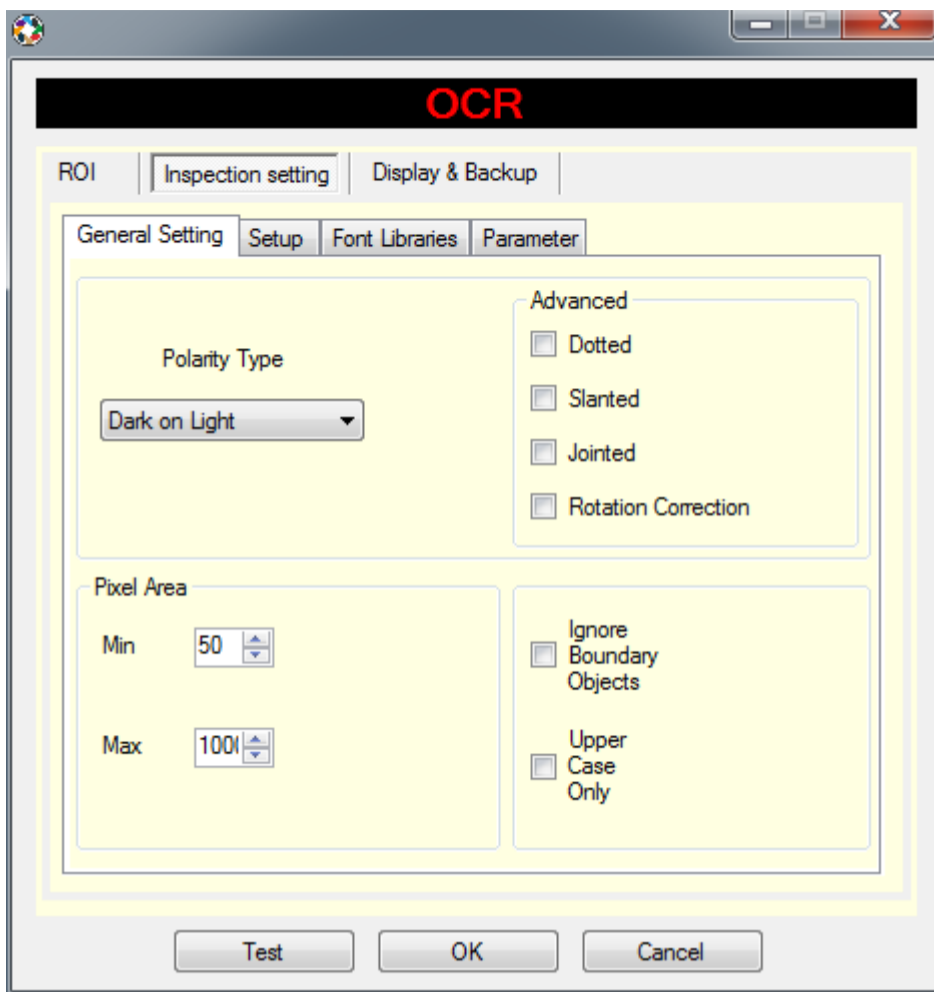 OCR
ROI Inspection setting Display & Backup
General Setting Setup Font Libraries Parameter
Advanced
Dotted
Polarity Type
Slanted
Dark on Light
Jointed
Rotation Correction
Pixel Area
Min 50
Ignore
Boundary
Objects
Max
Upper
Case
Only
Test OK Cancel